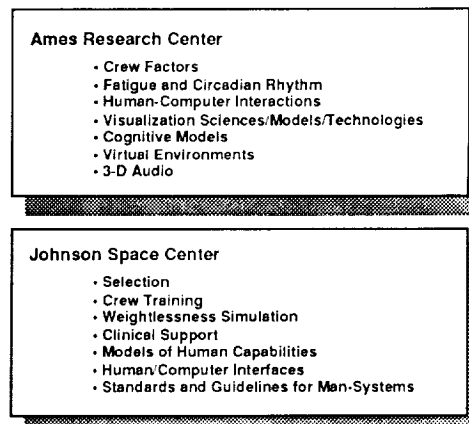 Ames Research Center
• Crew Factors
• Fatigue and Circadian Rhythm
• Human-Computer Interactions
• Visualization Sciences/Models/Technologies
• Cognitive Models
• Virtual Environments
• 3-D Audio
Johnson Space Center
• Selection
• Crew Training
• Weightlessness Simulation
• Clinical Support
• Models of Human Capabilities
• Human/Computer Interfaces
• Standards and Guidelines for Man-Systems